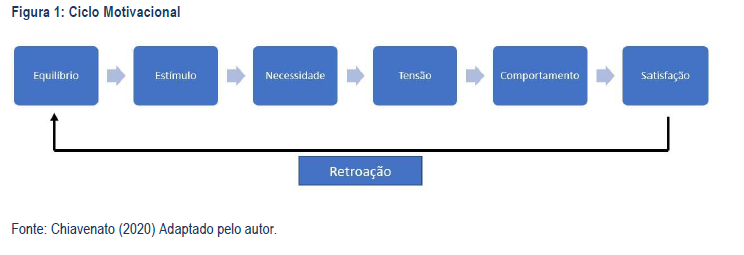 Figura 1: Ciclo Motivacional
Equilíbrio
Estímulo
Necessidade
Tensão
Comportamento
Satisfação
Retroação
Fonte: Chiavenato (2020) Adaptado pelo autor.